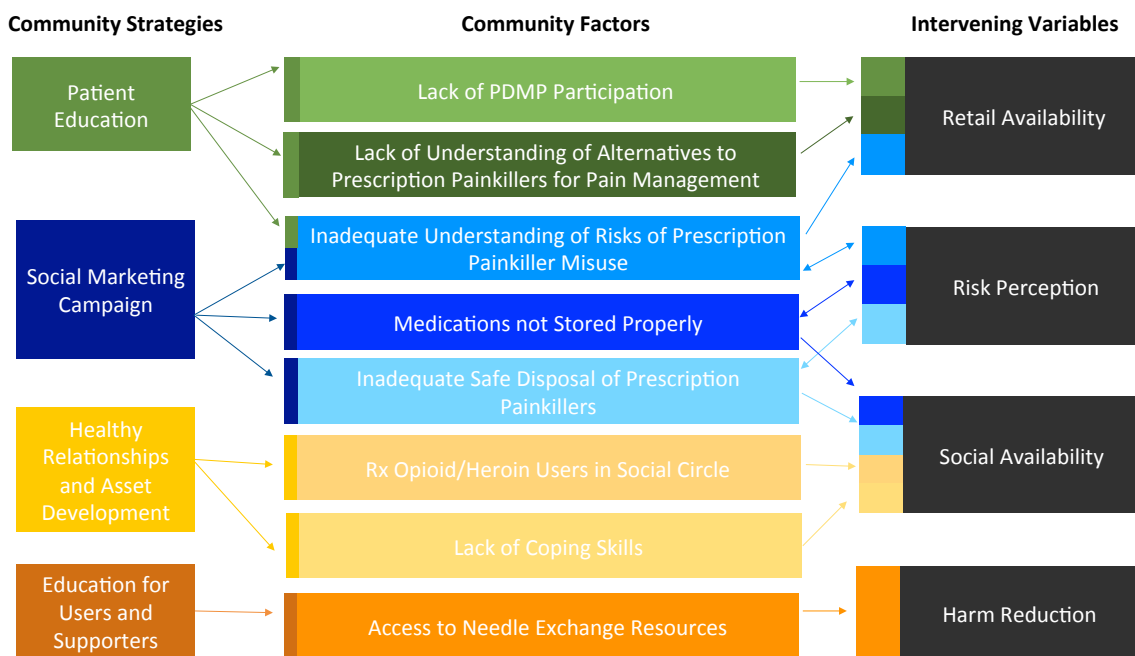 Community Strategies
Community Factors
Intervening Variables
Patient
Education
Social Marketing
Campaign
Healthy
Relationships
and Asset
Development
Education for
Users and
Supporters
Lack of PDMP Participation
Lack of Understanding of Alternatives to
Prescription Painkillers for Pain Management
Inadequate Understanding of Risks of Prescription
Painkiller Misuse
Medications not Stored Properly
Inadequate Safe Disposal of Prescription
Painkillers
Rx Opioid/Heroin Users in Social Circle
Lack of Coping Skills
Access to Needle Exchange Resources
Retail Availability
Risk Perception
Social Availability
Harm Reduction